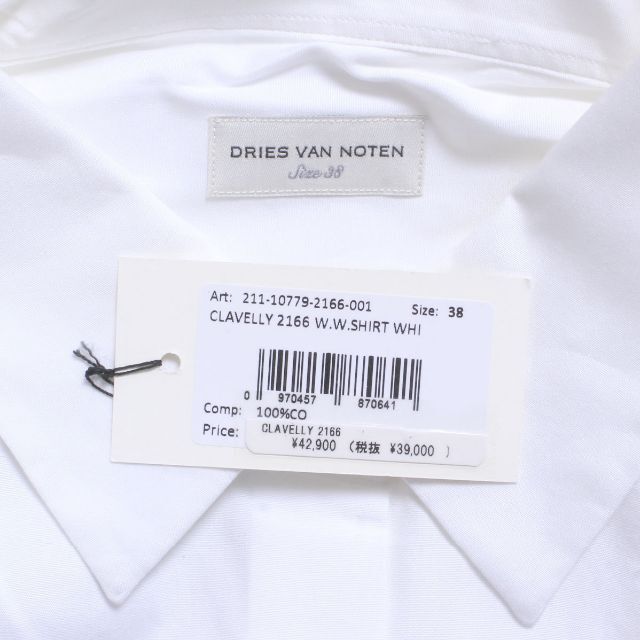 DRIES VAN NOTEN
Size 38
Art: 211-10779-2166-001 Size: 38
CLAVELLY 2166 W.W.SHIRT WHI
0 970457 870641
Comp: 100%CO
Price: CLAVELLY 2166
¥42,900 (税抜 ¥39,000 )